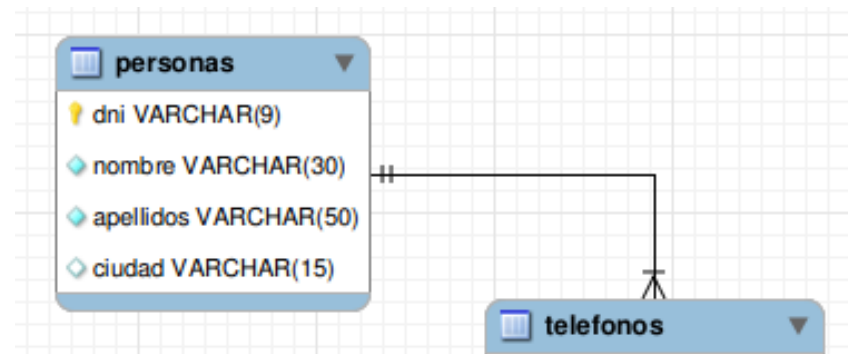 personas
dni VARCHAR(9)
nombre VARCHAR(30)
apellidos VARCHAR(50)
ciudad VARCHAR(15)
telefonos